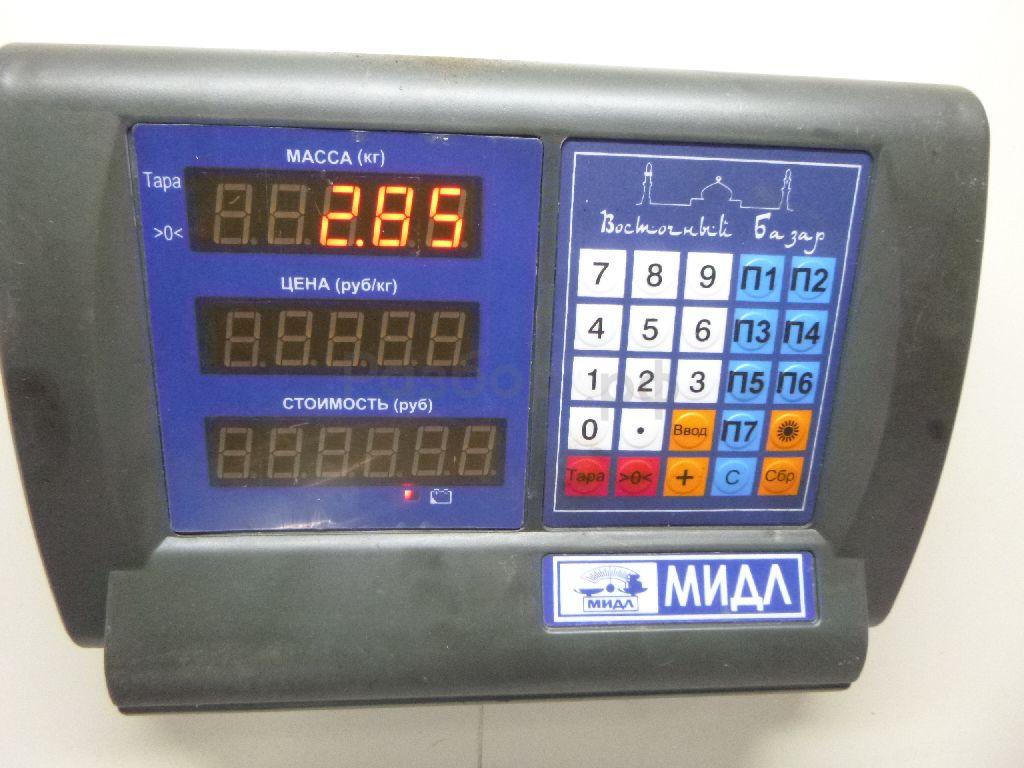 МАССА (кг)
Тара
2.85
>0<
ЦЕНА (руб/кг)
СТОИМОСТЬ (руб)
Восточный Базар
7 8 9 П1 П2
4 5 6 П3 П4
1 2 3 П5 П6
0 . Ввод П7
Тара >0< + С Сбр
МИДЛ МИДЛ